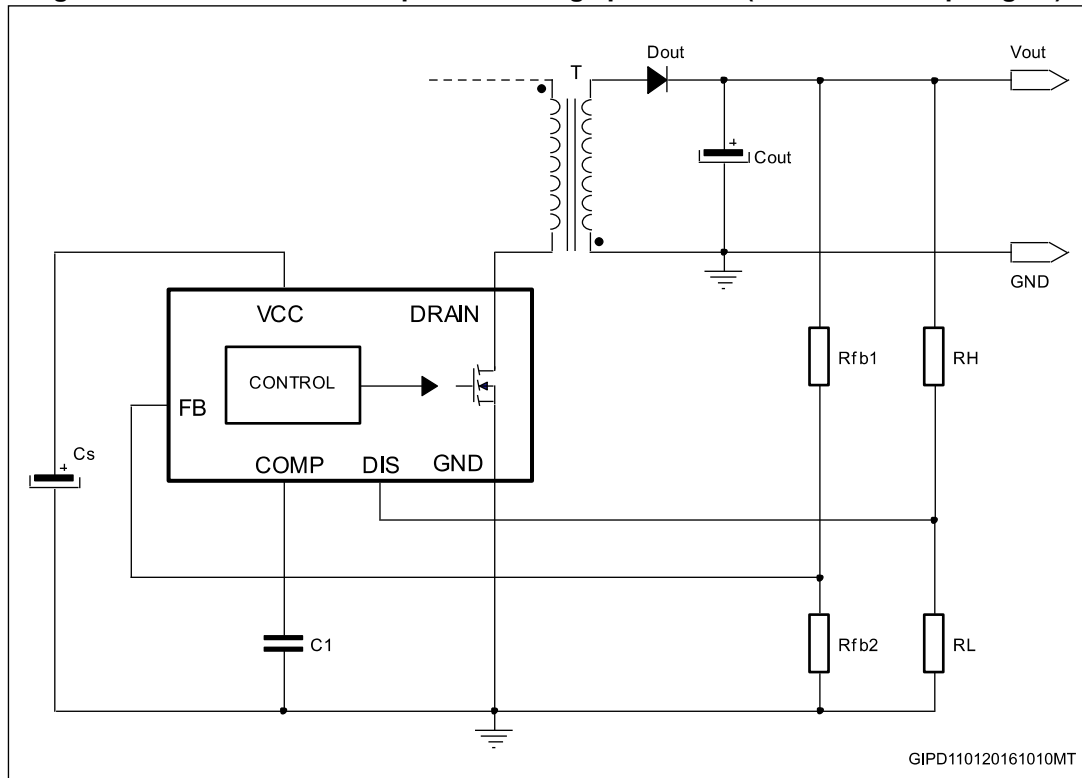 Dout
Vout
T
+
Cout
GND
VCC
DRAIN
Rfb1
RH
CONTROL
FB
Cs
+
COMP
DIS
GND
C1
Rfb2
RL
GIPD110120161010MT